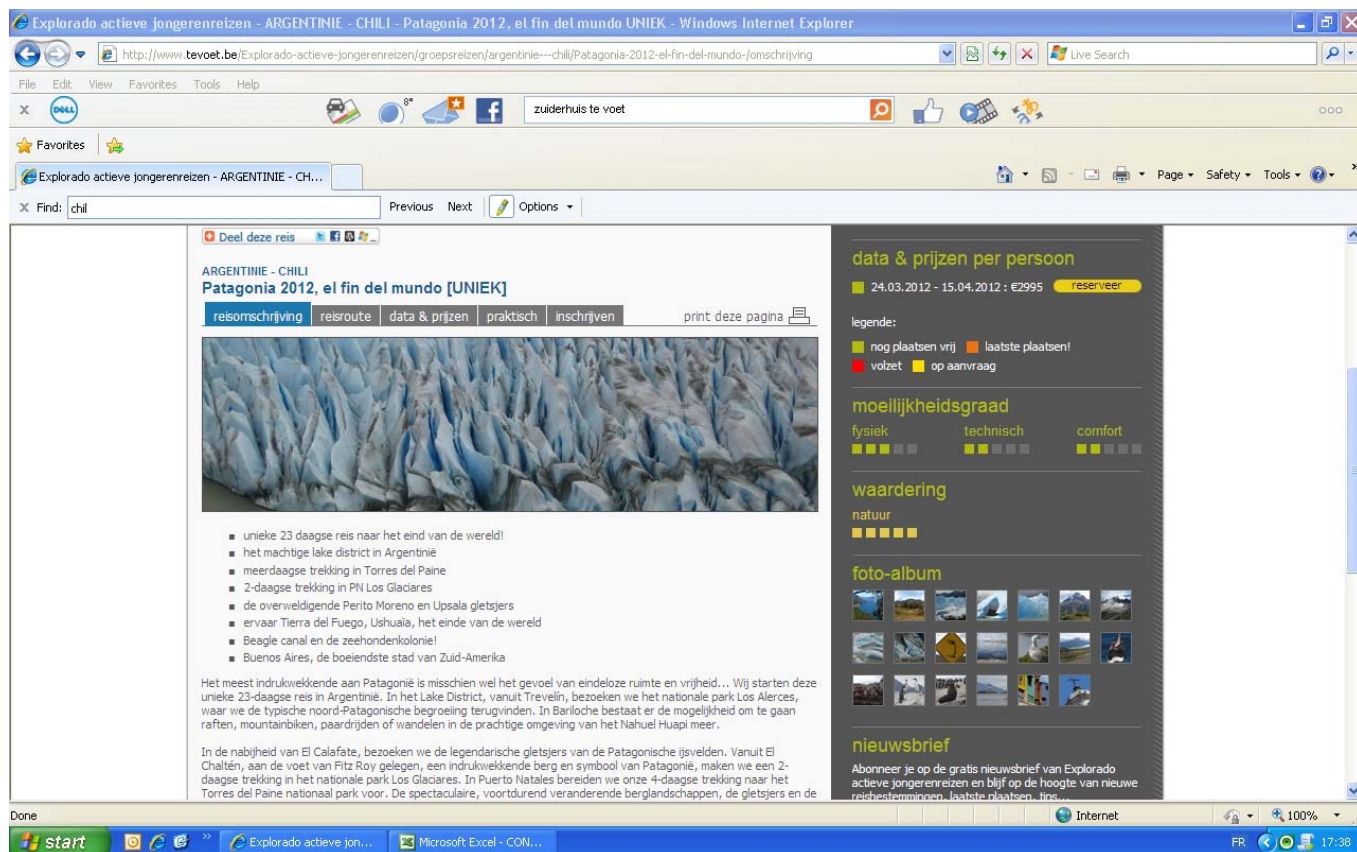 Explorado actieve jongerenreizen - ARGENTINIE - CHILI - Patagonia 2012, el fin del mundo UNIEK - Windows Internet Explorer
http://www.tevoet.be/Explorado-actieve-jongerenreizen/groepsreizen/argentinie---chili/Patagonia-2012-el-fin-del-mundo-/omschrijving
Live Search
File Edit View Favorites Tools Help
X DELL 8° f zuiderhuis te voet
Favorites
Explorado actieve jongerenreizen - ARGENTINIE - CH...
Page Safety Tools
X Find: chil Previous Next Options
Deel deze reis
ARGENTINIE - CHILI
Patagonia 2012, el fin del mundo [UNIEK]
reisomschrijving reisroute data & prijzen praktisch inschrijven print deze pagina
unieke 23 daagse reis naar het eind van de wereld!
het machtige lake district in Argentinië
meerdaagse trekking in Torres del Paine
2-daagse trekking in PN Los Glaciares
de overweldigende Perito Moreno en Upsala gletsjers
ervaar Tierra del Fuego, Ushuaïa, het einde van de wereld
Beagle canal en de zeehondenkolonie!
Buenos Aires, de boeiendste stad van Zuid-Amerika
Het meest indrukwekkende aan Patagonië is misschien wel het gevoel van eindeloze ruimte en vrijheid... Wij starten deze
unieke 23-daagse reis in Argentinië. In het Lake District, vanuit Trevelín, bezoeken we het nationale park Los Alerces,
waar we de typische noord-Patagonische begroeiing terugvinden. In Bariloche bestaat er de mogelijkheid om te gaan
raften, mountainbiken, paardrijden of wandelen in de prachtige omgeving van het Nahuel Huapi meer.
In de nabijheid van El Calafate, bezoeken we de legendarische gletsjers van de Patagonische ijsvelden. Vanuit El
Chaltén, aan de voet van Fitz Roy gelegen, een indrukwekkende berg en symbool van Patagonië, maken we een 2-
daagse trekking in het nationale park Los Glaciares. In Puerto Natales bereiden we onze 4-daagse trekking naar het
Torres del Paine nationaal park voor. De spectaculaire, voortdurend veranderende berglandschappen, de gletsjers en de
data & prijzen per persoon
24.03.2012 - 15.04.2012 : €2995 reserveer
legende:
nog plaatsen vrij laatste plaatsen!
volzet op aanvraag
moeilijkheidsgraad
fysiek technisch comfort
waardering
natuur
foto-album
nieuwsbrief
Abonneer je op de gratis nieuwsbrief van Explorado
actieve jongerenreizen en blijf op de hoogte van nieuwe
reisbestemmingen, laatste plaatsen, tips...
Done Internet 100%
start Explorado actieve jon... Microsoft Excel - CON... FR 17:38